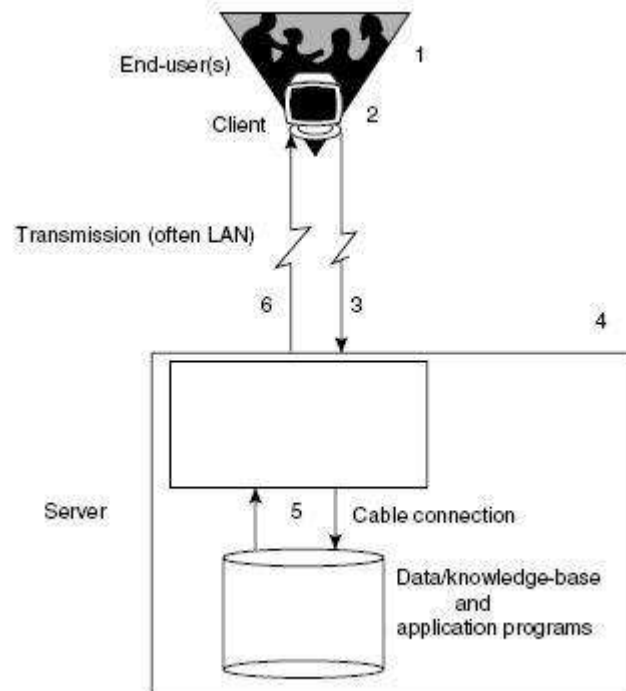 1
End-user(s)
2
Client
Transmission (often LAN)
6
3
4
Server
5
Cable connection
Data/knowledge-base
and
application programs